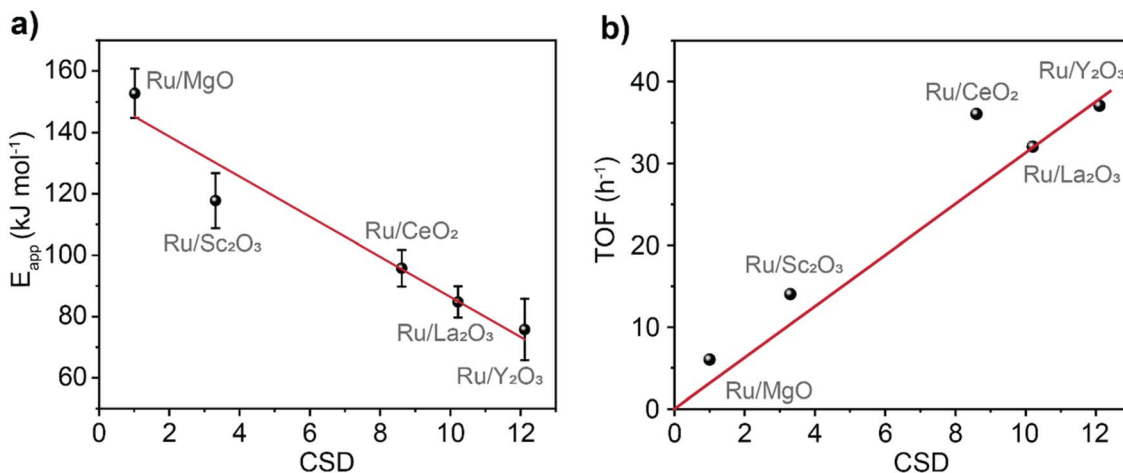 a)
160
140
120
100
80
60
E_app (kJ mol⁻¹)
Ru/MgO
Ru/Sc₂O₃
Ru/CeO₂
Ru/La₂O₃
Ru/Y₂O₃
0 2 4 6 8 10 12
CSD
b)
40
30
20
10
0
TOF (h⁻¹)
Ru/Y₂O₃
Ru/CeO₂
Ru/La₂O₃
Ru/Sc₂O₃
Ru/MgO
0 2 4 6 8 10 12
CSD